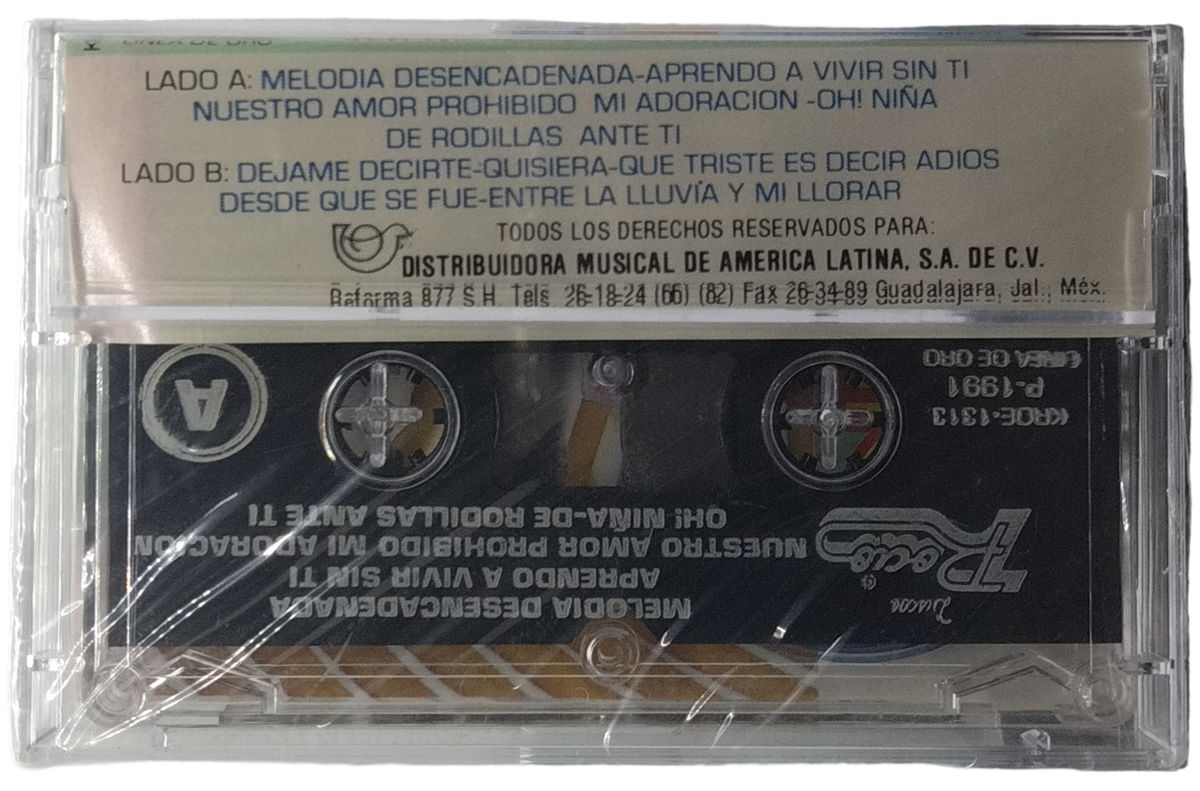 LINEA DE ORO
LADO A: MELODIA DESENCADENADA-APRENDO A VIVIR SIN TI
NUESTRO AMOR PROHIBIDO MI ADORACION -OH! NIÑA
DE RODILLAS ANTE TI
LADO B: DEJAME DECIRTE-QUISIERA-QUE TRISTE ES DECIR ADIOS
DESDE QUE SE FUE-ENTRE LA LLUVIA Y MI LLORAR
TODOS LOS DERECHOS RESERVADOS PARA:
DISTRIBUIDORA MUSICAL DE AMERICA LATINA, S.A. DE C.V.
Reforma 877 S.H. Tels 26-18-24 (66) (82) Fax 26-34-89 Guadalajara, Jal., Méx.
Discos
Rocio
MELODIA DESENCADENADA
APRENDO A VIVIR SIN TI
NUESTRO AMOR PROHIBIDO MI ADORACION
OH! NIÑA-DE RODILLAS ANTE TI
KROE-1313
P-1991
LINEA DE ORO
A